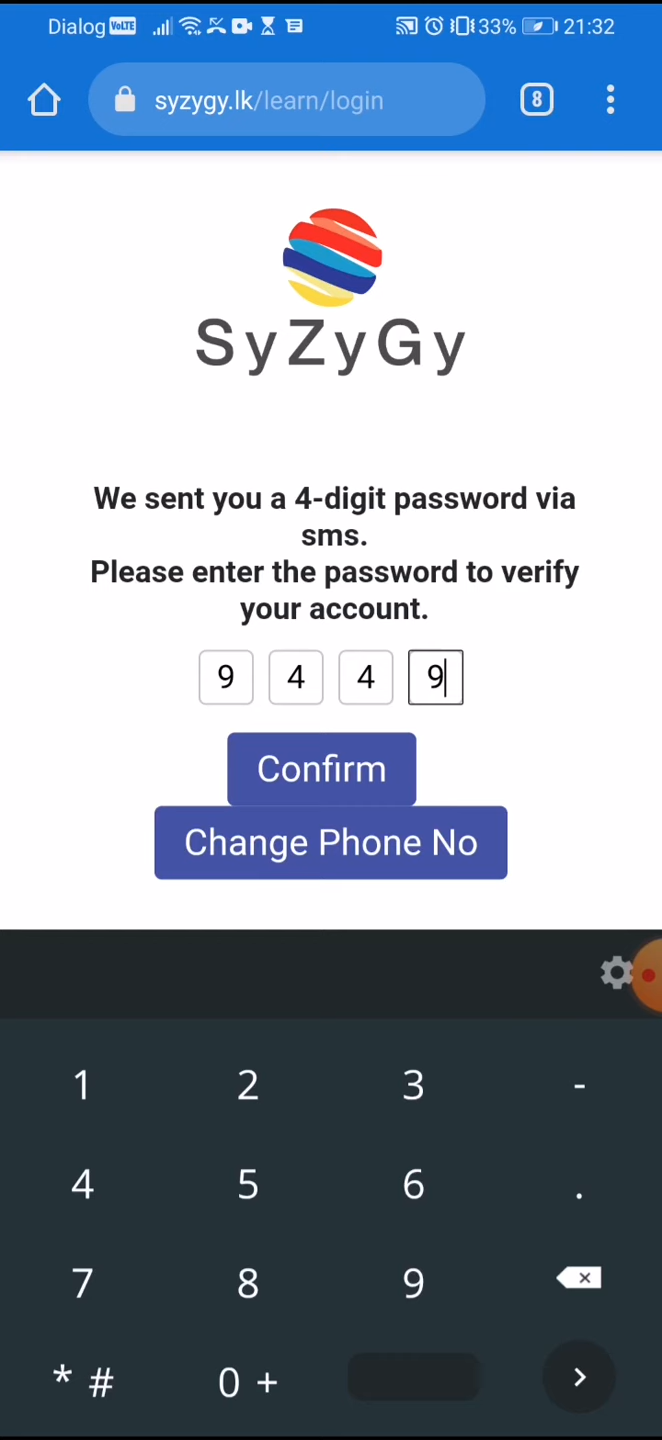 Dialog VoLTE 33% 21:32
syzygy.lk/learn/login 8
SyZyGy
We sent you a 4-digit password via
sms.
Please enter the password to verify
your account.
9 4 4 9
Confirm
Change Phone No
1 2 3 -
4 5 6 .
7 8 9
* # 0 +